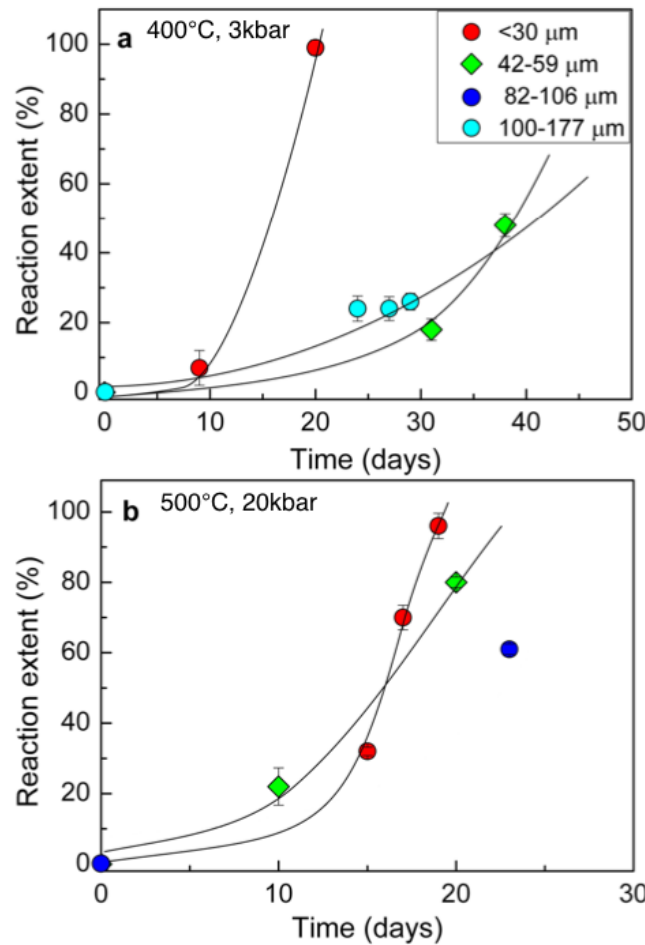 a 400°C, 3kbar
<30 μm
42-59 μm
82-106 μm
100-177 μm
Reaction extent (%)
100
80
60
40
20
0
0 10 20 30 40 50
Time (days)
b 500°C, 20kbar
Reaction extent (%)
100
80
60
40
20
0
0 10 20 30
Time (days)